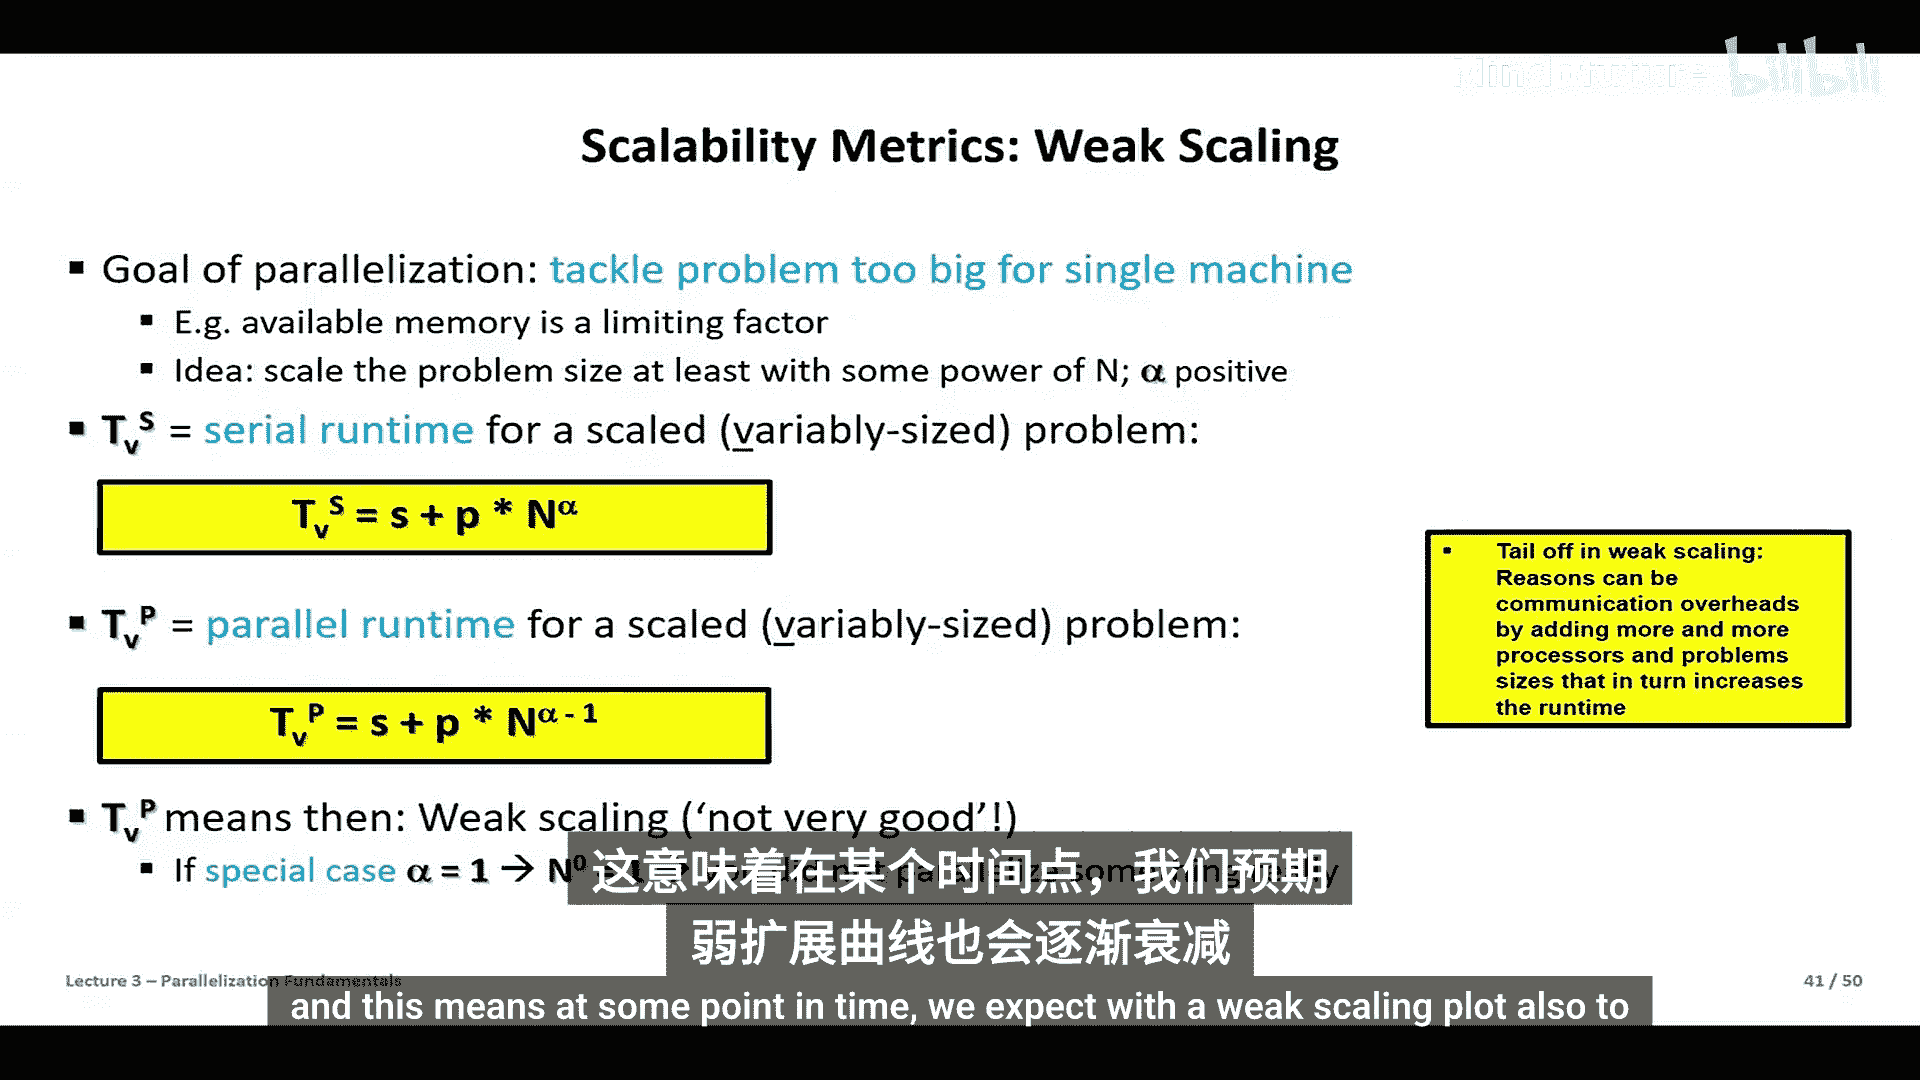 bilibili
Scalability Metrics: Weak Scaling
▪ Goal of parallelization: tackle problem too big for single machine
▪ E.g. available memory is a limiting factor
▪ Idea: scale the problem size at least with some power of N; α positive
▪ TvS = serial runtime for a scaled (variably-sized) problem:
TvS = s + p * Nα
▪ TvP = parallel runtime for a scaled (variably-sized) problem:
TvP = s + p * Nα - 1
▪ Tail off in weak scaling:
Reasons can be
communication overheads
by adding more and more
processors and problems
sizes that in turn increases
the runtime
▪ TvP means then: Weak scaling (‘not very good’!)
▪ If special case α = 1 → N0
这意味着在某个时间点，我们预期
弱扩展曲线也会逐渐衰减
Lecture 3 – Parallelization Fundamentals
41 / 50
and this means at some point in time, we expect with a weak scaling plot also to